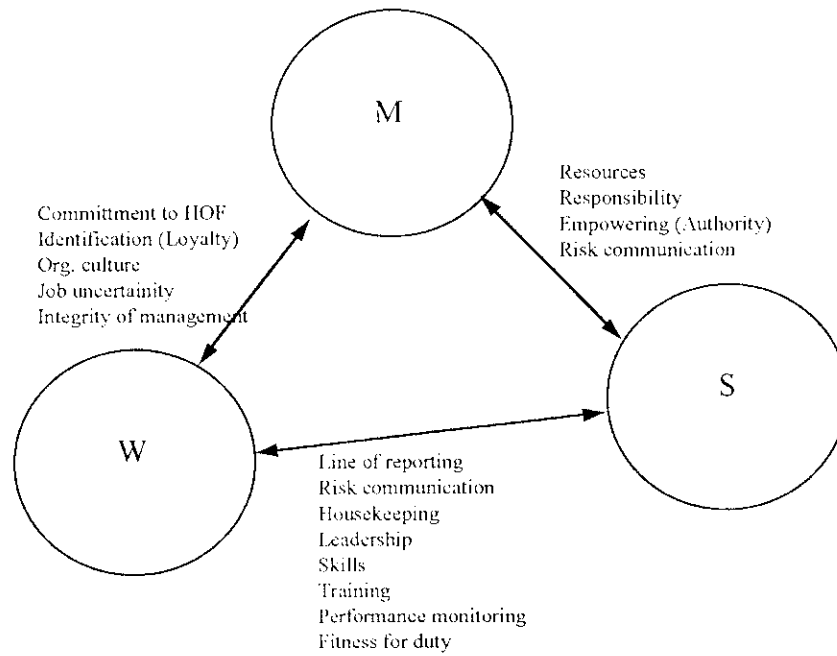 M
Resources
Responsibility
Empowering (Authority)
Risk communication
Committment to HOF
Identification (Loyalty)
Org. culture
Job uncertainity
Integrity of management
S
W
Line of reporting
Risk communication
Housekeeping
Leadership
Skills
Training
Performance monitoring
Fitness for duty